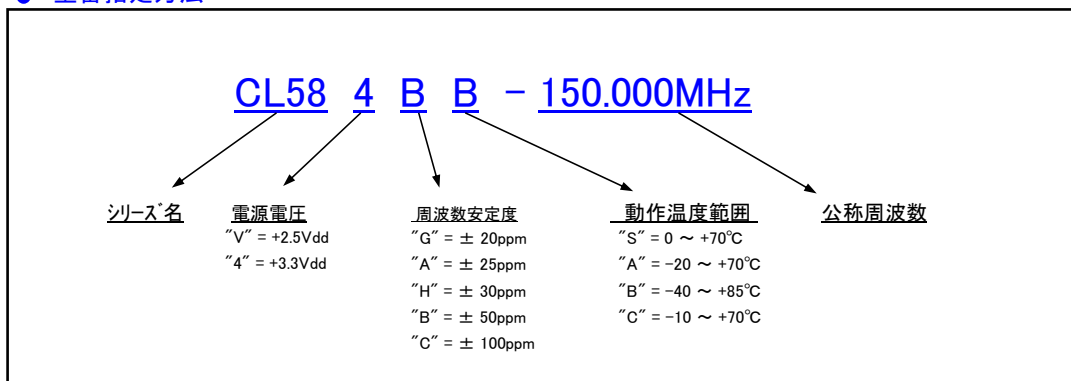 CL58 4 B B - 150.000MHz
シリーズ名 電源電圧 周波数安定度 動作温度範囲 公称周波数
"V" = +2.5Vdd "G" = ± 20ppm "S" = 0 ～ +70℃
"4" = +3.3Vdd "A" = ± 25ppm "A" = -20 ～ +70℃
"H" = ± 30ppm "B" = -40 ～ +85℃
"B" = ± 50ppm "C" = -10 ～ +70℃
"C" = ± 100ppm